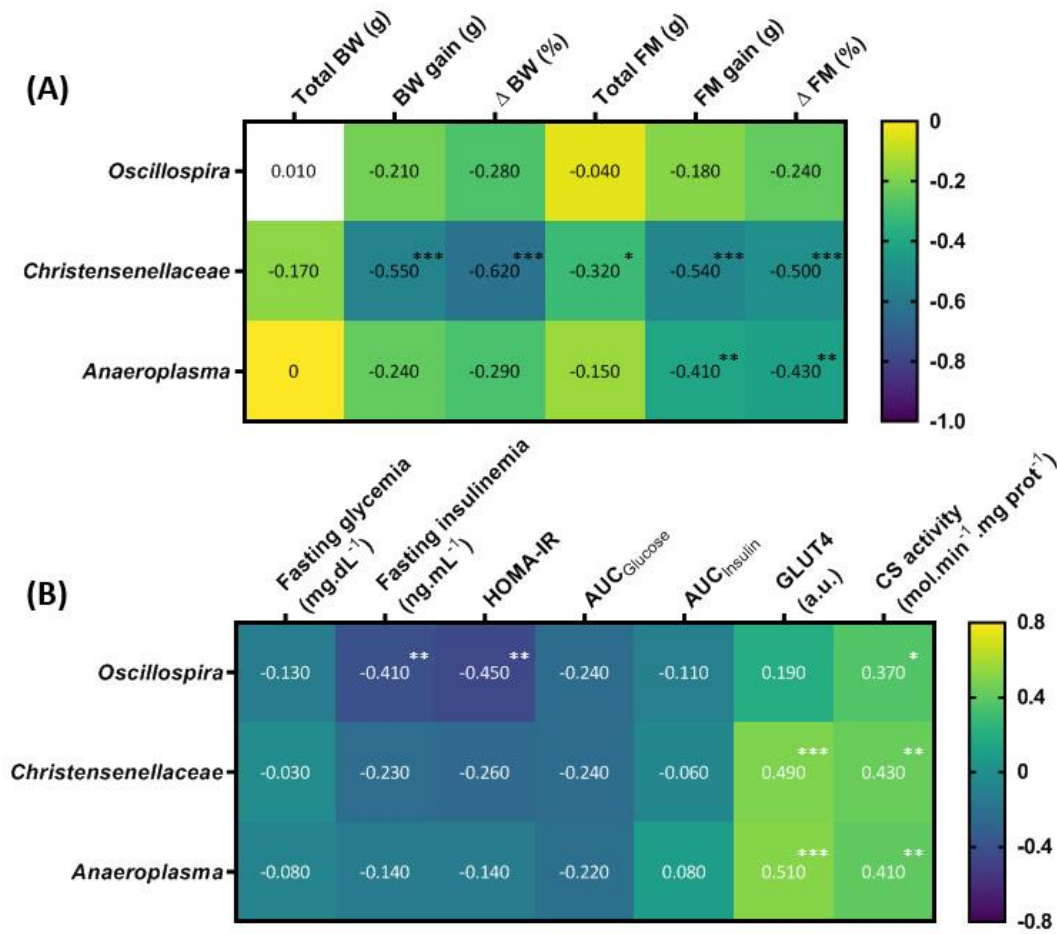 (A)
Total BW (g) BW gain (g) Δ BW (%) Total FM (g) FM gain (g) Δ FM (%)
Oscillospira 0.010 -0.210 -0.280 -0.040 -0.180 -0.240
Christensenellaceae -0.170 -0.550*** -0.620*** -0.320* -0.540*** -0.500***
Anaeroplasma 0 -0.240 -0.290 -0.150 -0.410** -0.430**
0
-0.2
-0.4
-0.6
-0.8
-1.0
(B)
Fasting glycemia
(mg.dL⁻¹)
Fasting insulinemia
(ng.mL⁻¹)
HOMA-IR
AUC_Glucose
AUC_Insulin
GLUT4
(a.u.)
CS activity
(mol.min⁻¹.mg prot⁻¹)
Oscillospira -0.130 -0.410** -0.450** -0.240 -0.110 0.190 0.370*
Christensenellaceae -0.030 -0.230 -0.260 -0.240 -0.060 0.490*** 0.430**
Anaeroplasma -0.080 -0.140 -0.140 -0.220 0.080 0.510*** 0.410**
0.8
0.4
0
-0.4
-0.8